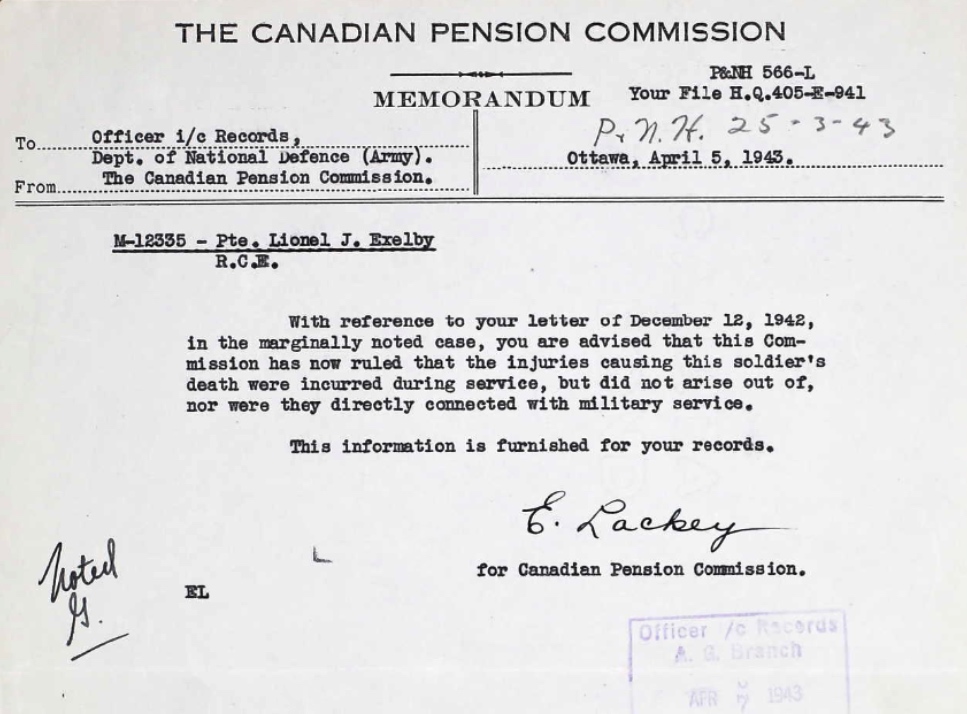 THE CANADIAN PENSION COMMISSION
P&NH 566-L
MEMORANDUM
Your File H.Q.405-E-941
P. N. H. 25-3-43
To Officer i/c Records,
Dept. of National Defence (Army).
Ottawa, April 5, 1943.
From The Canadian Pension Commission.
M-12335 - Pte. Lionel J. Exelby
R.C.E.
With reference to your letter of December 12, 1942,
in the marginally noted case, you are advised that this Com-
mission has now ruled that the injuries causing this soldier's
death were incurred during service, but did not arise out of,
nor were they directly connected with military service.
This information is furnished for your records.
E. Lackey
for Canadian Pension Commission.
Noted
G.
EL
Officer i/c Records
A. G. Branch
APR 1943